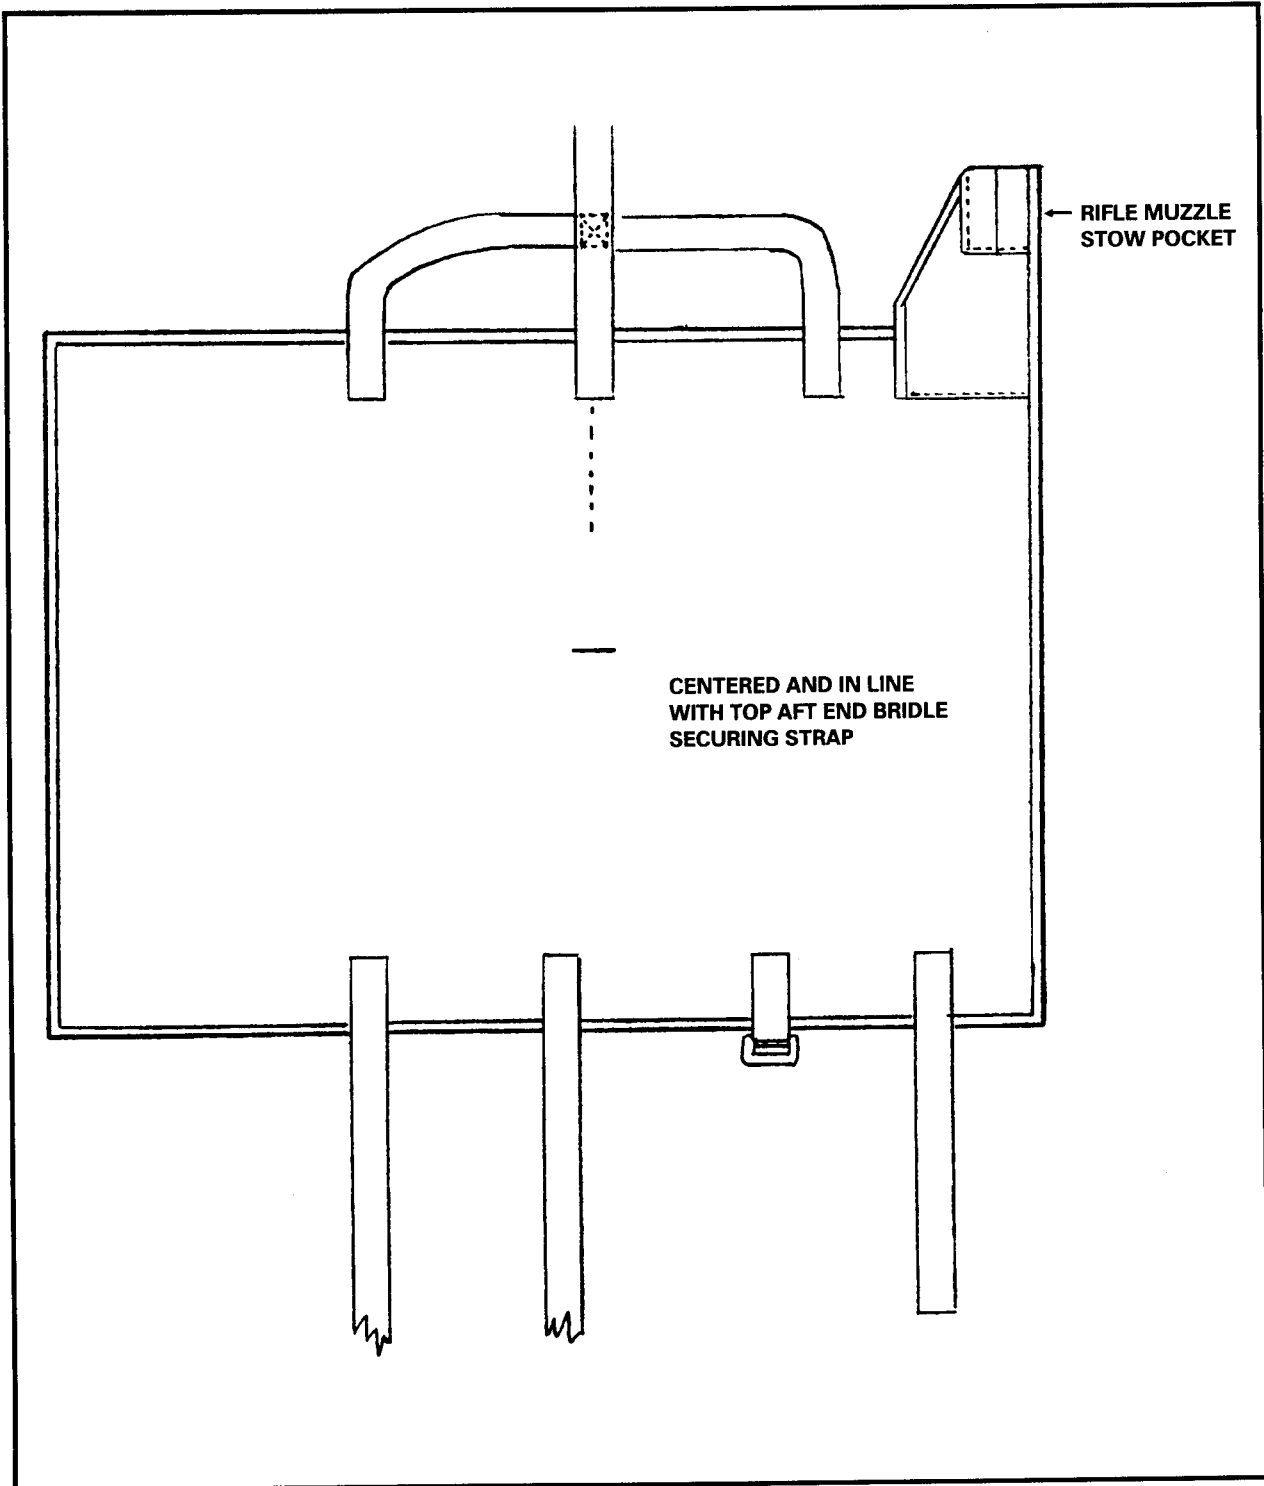 RIFLE MUZZLE
STOW POCKET
CENTERED AND IN LINE
WITH TOP AFT END BRIDLE
SECURING STRAP